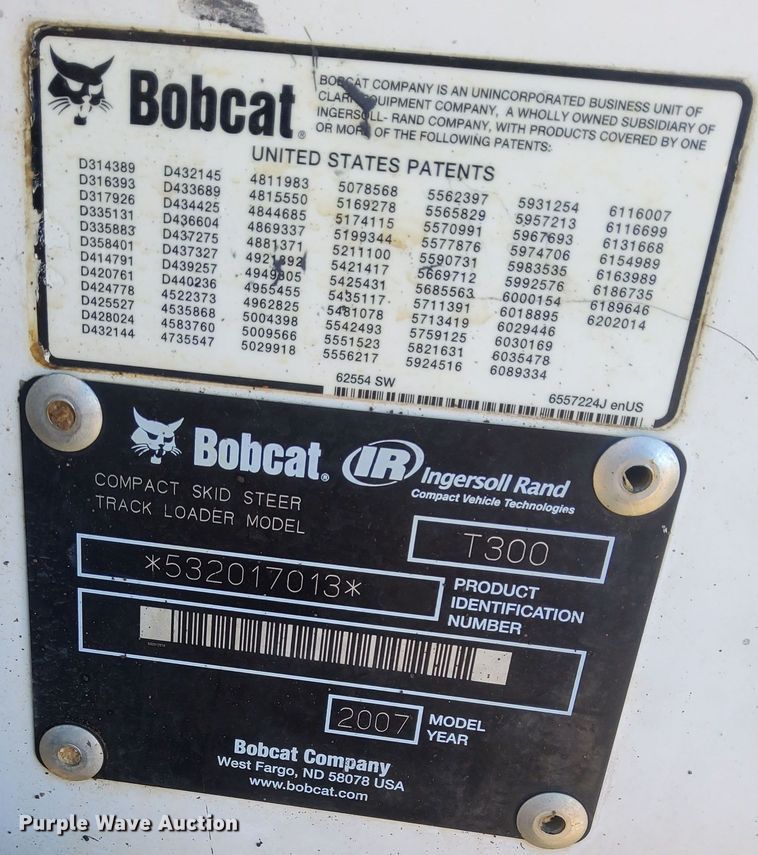 Bobcat®
BOBCAT COMPANY IS AN UNINCORPORATED BUSINESS UNIT OF
CLARK EQUIPMENT COMPANY, A WHOLLY OWNED SUBSIDIARY OF
INGERSOLL- RAND COMPANY, WITH PRODUCTS COVERED BY ONE
OR MORE OF THE FOLLOWING PATENTS:
UNITED STATES PATENTS
D314389
D316393
D317926
D335131
D335883
D358401
D414791
D420761
D424778
D425527
D428024
D432144
D432145
D433689
D434425
D436604
D437275
D437327
D439257
D440236
4522373
4535868
4583760
4735547
4811983
4815550
4844685
4869337
4881371
4949805
4955455
4962825
5004398
5009566
5029918
5078568
5169278
5174115
5199344
5211100
5421417
5425431
5435117
5481078
5542493
5551523
5556217
5562397
5565829
5570991
5577876
5590731
5669712
5685563
5711391
5713419
5759125
5821631
5924516
5931254
5957213
5967693
5974706
5983535
5992576
6000154
6018895
6029446
6030169
6035478
6089334
6116007
6116699
6131668
6154989
6163989
6186735
6189646
6202014
62554 SW
6557224J enUS
Bobcat®
IR Ingersoll Rand
Compact Vehicle Technologies
COMPACT SKID STEER
TRACK LOADER MODEL
T300
*532017013*
PRODUCT
IDENTIFICATION
NUMBER
2007
MODEL
YEAR
Bobcat Company
West Fargo, ND 58078 USA
www.bobcat.com
Purple Wave Auction